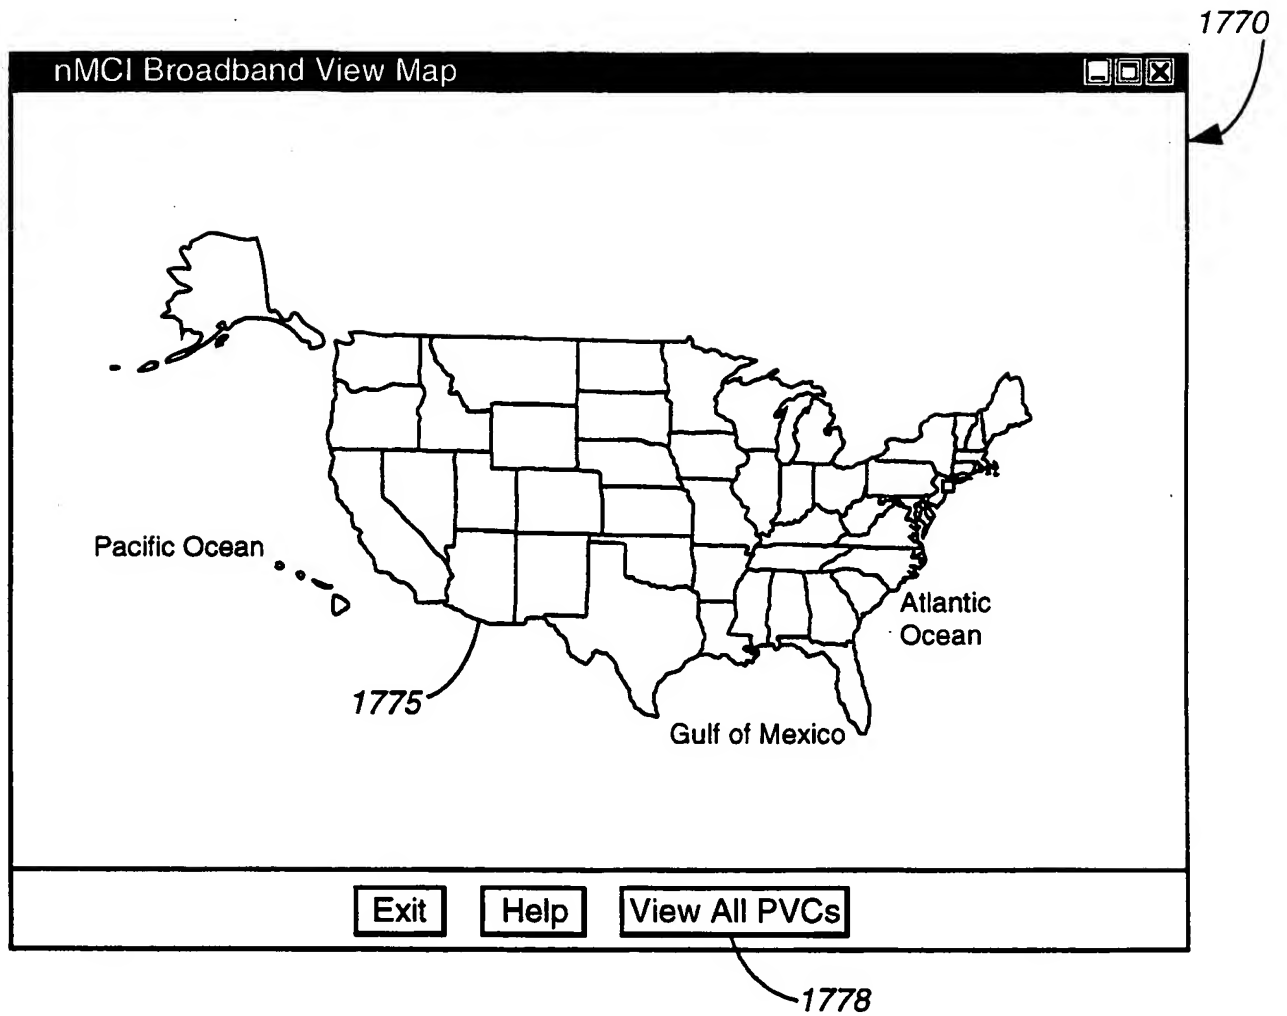 1770
nMCI Broadband View Map
Pacific Ocean
Atlantic
Ocean
1775
Gulf of Mexico
Exit
Help
View All PVCs
1778